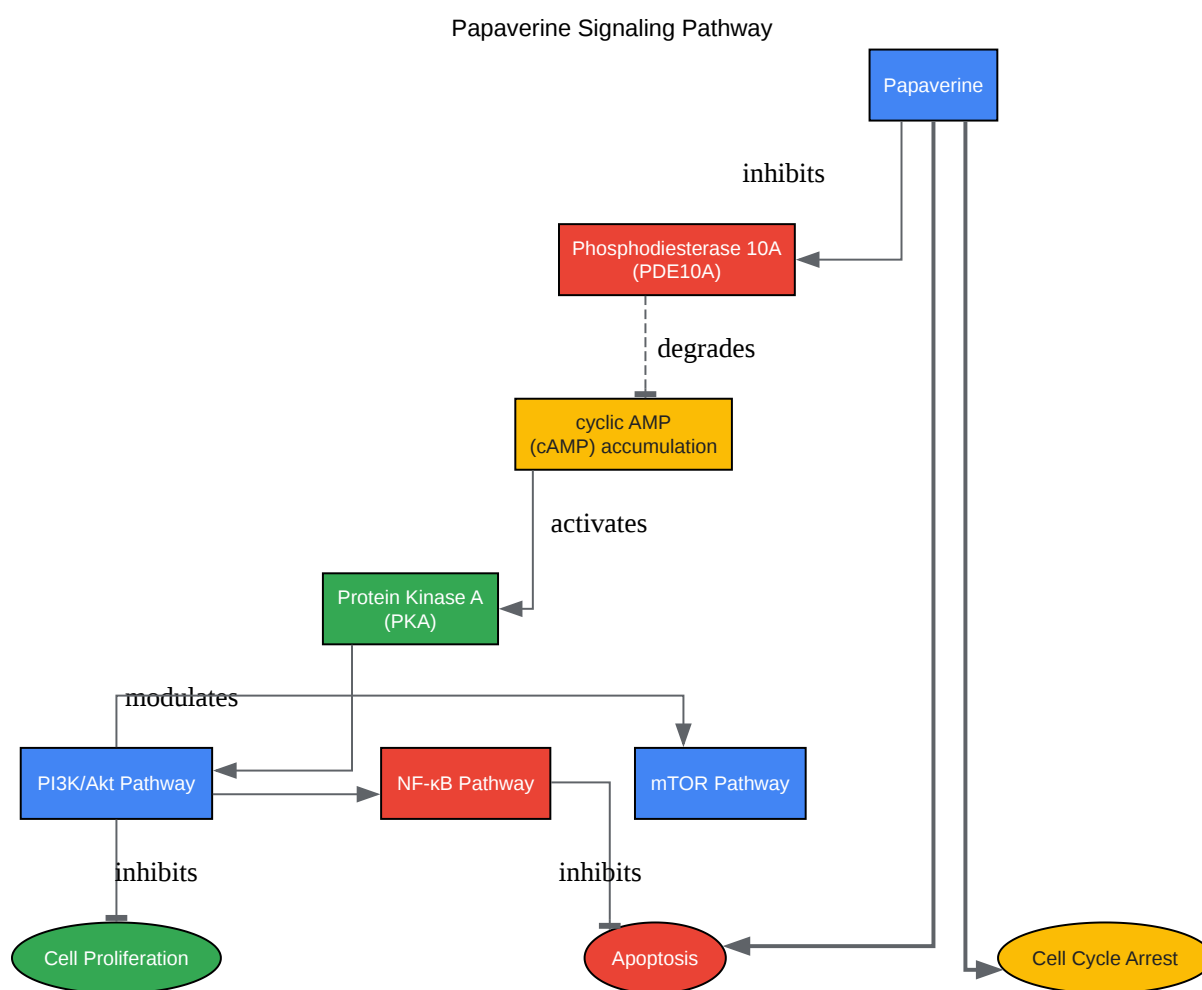 Papaverine Signaling Pathway
Papaverine
inhibits
Phosphodiesterase 10A
(PDE10A)
degrades
cyclic AMP
(cAMP) accumulation
activates
Protein Kinase A
(PKA)
modulates
PI3K/Akt Pathway
NF-κB Pathway
mTOR Pathway
inhibits
inhibits
Cell Proliferation
Apoptosis
Cell Cycle Arrest